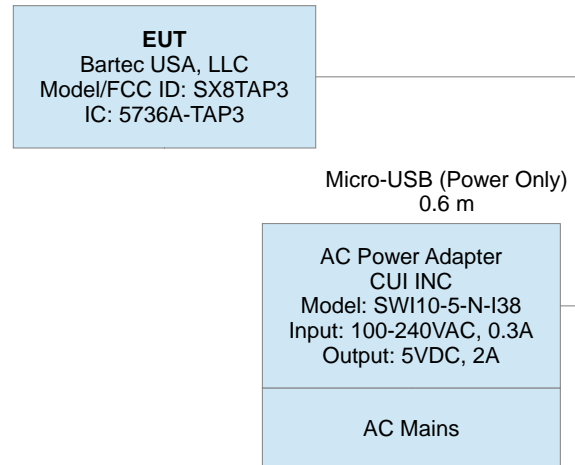 EUT
Bartec USA, LLC
Model/FCC ID: SX8TAP3
IC: 5736A-TAP3
Micro-USB (Power Only)
0.6 m
AC Power Adapter
CUI INC
Model: SWI10-5-N-I38
Input: 100-240VAC, 0.3A
Output: 5VDC, 2A
AC Mains